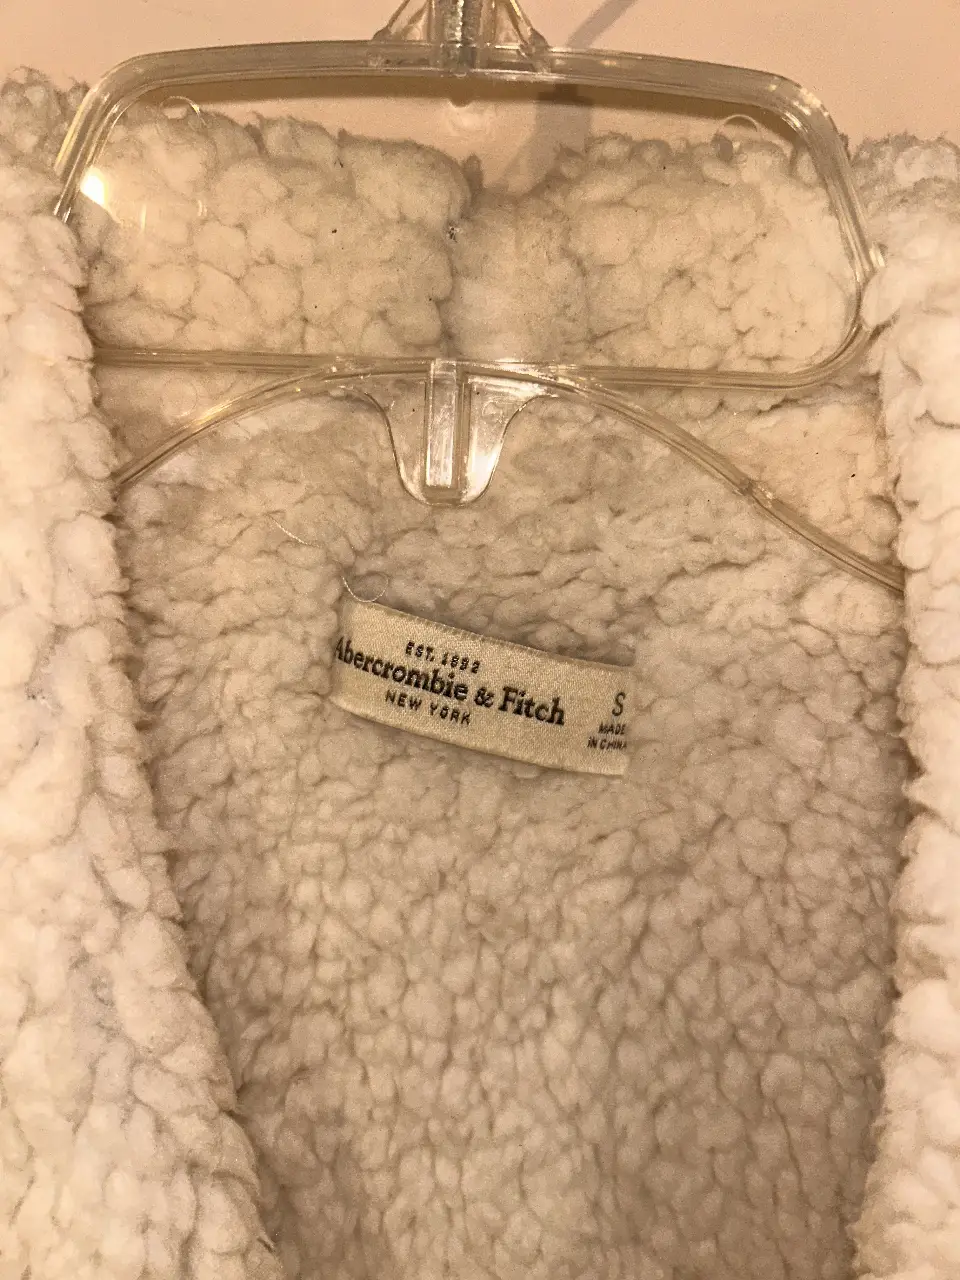 EST. 1892
Abercrombie & Fitch
NEW YORK
S
MADE
IN CHINA